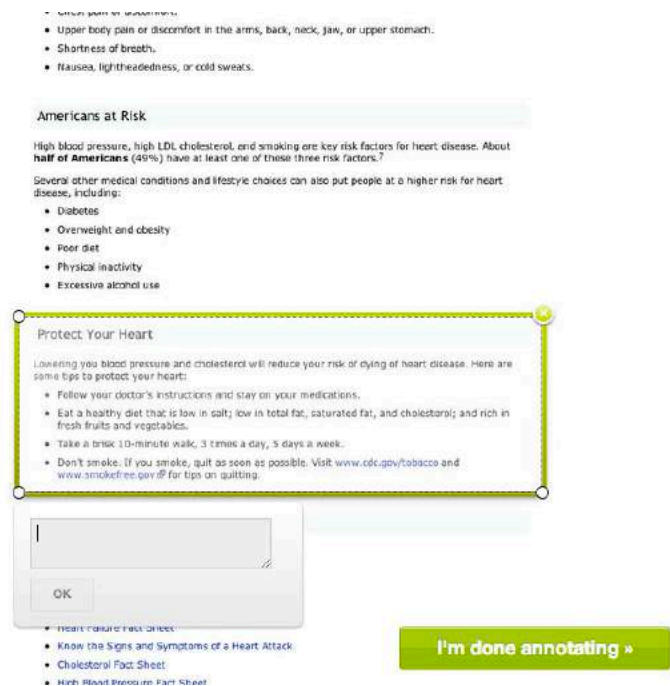 Chest pain or discomfort.
Upper body pain or discomfort in the arms, back, neck, jaw, or upper stomach.
Shortness of breath.
Nausea, lightheadedness, or cold sweats.
Americans at Risk
High blood pressure, high LDL cholesterol, and smoking are key risk factors for heart disease. About
half of Americans (49%) have at least one of these three risk factors.7
Several other medical conditions and lifestyle choices can also put people at a higher risk for heart
disease, including:
Diabetes
Overweight and obesity
Poor diet
Physical inactivity
Excessive alcohol use
Protect Your Heart
Lowering you blood pressure and cholesterol will reduce your risk of dying of heart disease. Here are
some tips to protect your heart:
Follow your doctor's instructions and stay on your medications.
Eat a healthy diet that is low in salt; low in total fat, saturated fat, and cholesterol; and rich in
fresh fruits and vegetables.
Take a brisk 10-minute walk, 3 times a day, 5 days a week.
Don't smoke. If you smoke, quit as soon as possible. Visit www.cdc.gov/tobacco and
www.smokefree.gov for tips on quitting.
OK
Heart Failure Fact Sheet
Know the Signs and Symptoms of a Heart Attack
I'm done annotating »
Cholesterol Fact Sheet
High Blood Pressure Fact Sheet